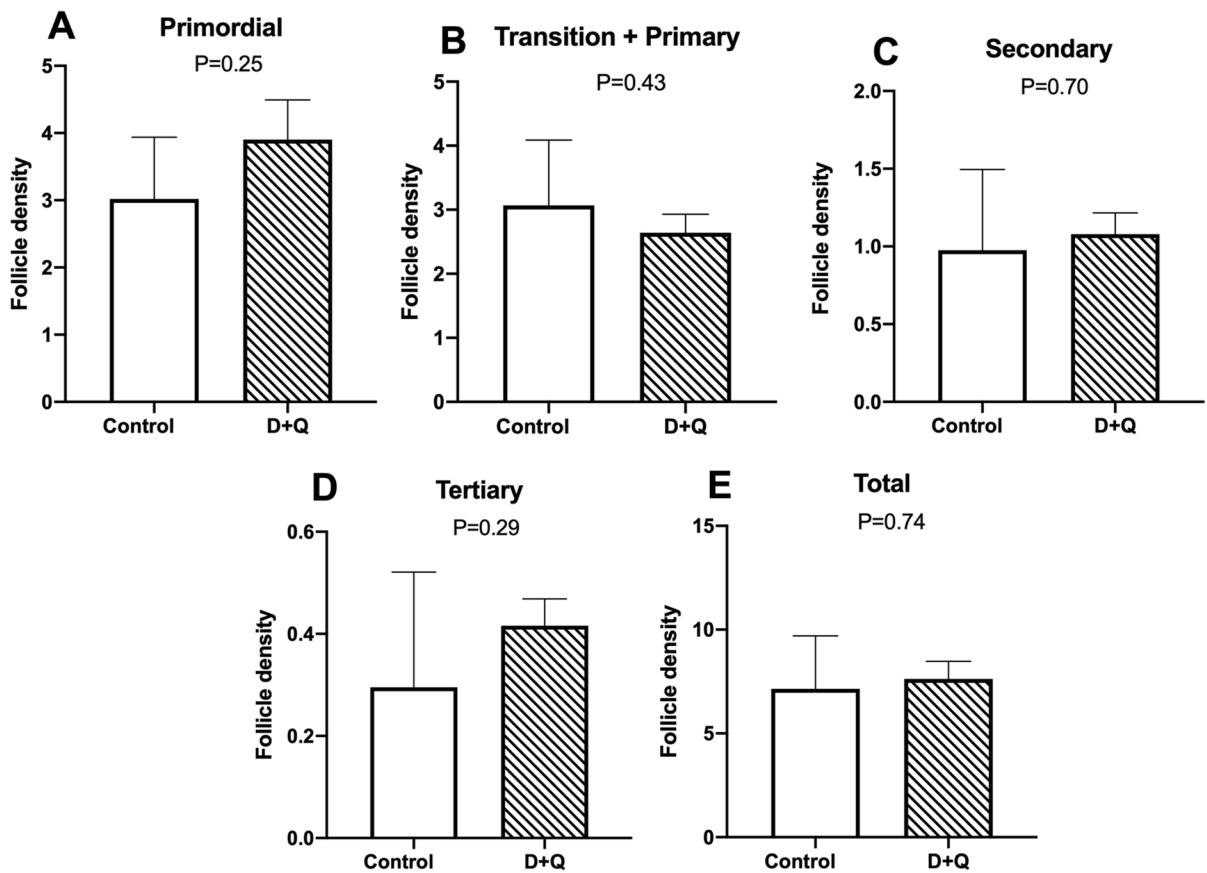 A
Primordial
P=0.25
Follicle density
5
4
3
2
1
0
Control
D+Q
B
Transition + Primary
P=0.43
Follicle density
5
4
3
2
1
0
Control
D+Q
C
Secondary
P=0.70
Follicle density
2.0
1.5
1.0
0.5
0.0
Control
D+Q
D
Tertiary
P=0.29
Follicle density
0.6
0.4
0.2
0.0
Control
D+Q
E
Total
P=0.74
Follicle density
15
10
5
0
Control
D+Q